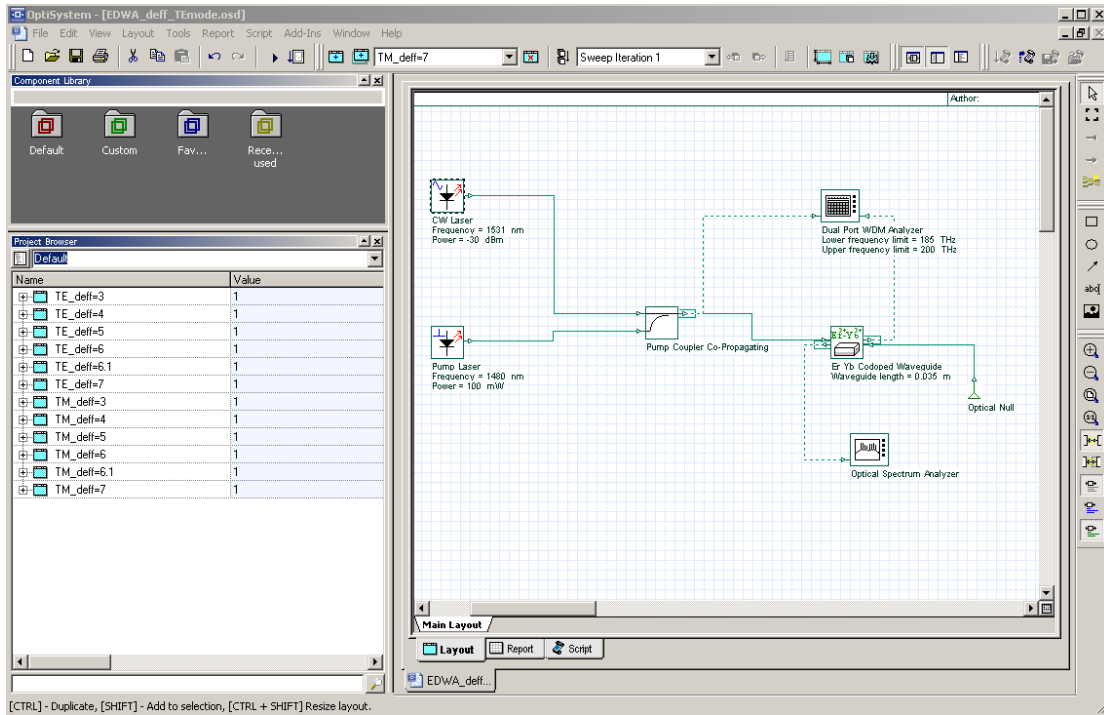 OptiSystem - [EDWA_deff_TEmode.osd]
File Edit View Layout Tools Report Script Add-Ins Window Help
TM_deff=7
Sweep Iteration 1
Component Library
Default
Custom
Fav...
Rece... used
Project Browser
Default
Name Value
TE_deff=3 1
TE_deff=4 1
TE_deff=5 1
TE_deff=6 1
TE_deff=6.1 1
TE_deff=7 1
TM_deff=3 1
TM_deff=4 1
TM_deff=5 1
TM_deff=6 1
TM_deff=6.1 1
TM_deff=7 1
Author:
CW Laser
Frequency = 1531 nm
Power = -30 dBm
Dual Port WDM Analyzer
Lower frequency limit = 185 THz
Upper frequency limit = 200 THz
Pump Laser
Frequency = 1480 nm
Power = 100 mW
Pump Coupler Co-Propagating
Er Yb Codoped Waveguide
Waveguide length = 0.035 m
Optical Null
Optical Spectrum Analyzer
abc
1:1
Main Layout
Layout Report Script
EDWA_deff...
[CTRL] - Duplicate, [SHIFT] - Add to selection, [CTRL + SHIFT] Resize layout.